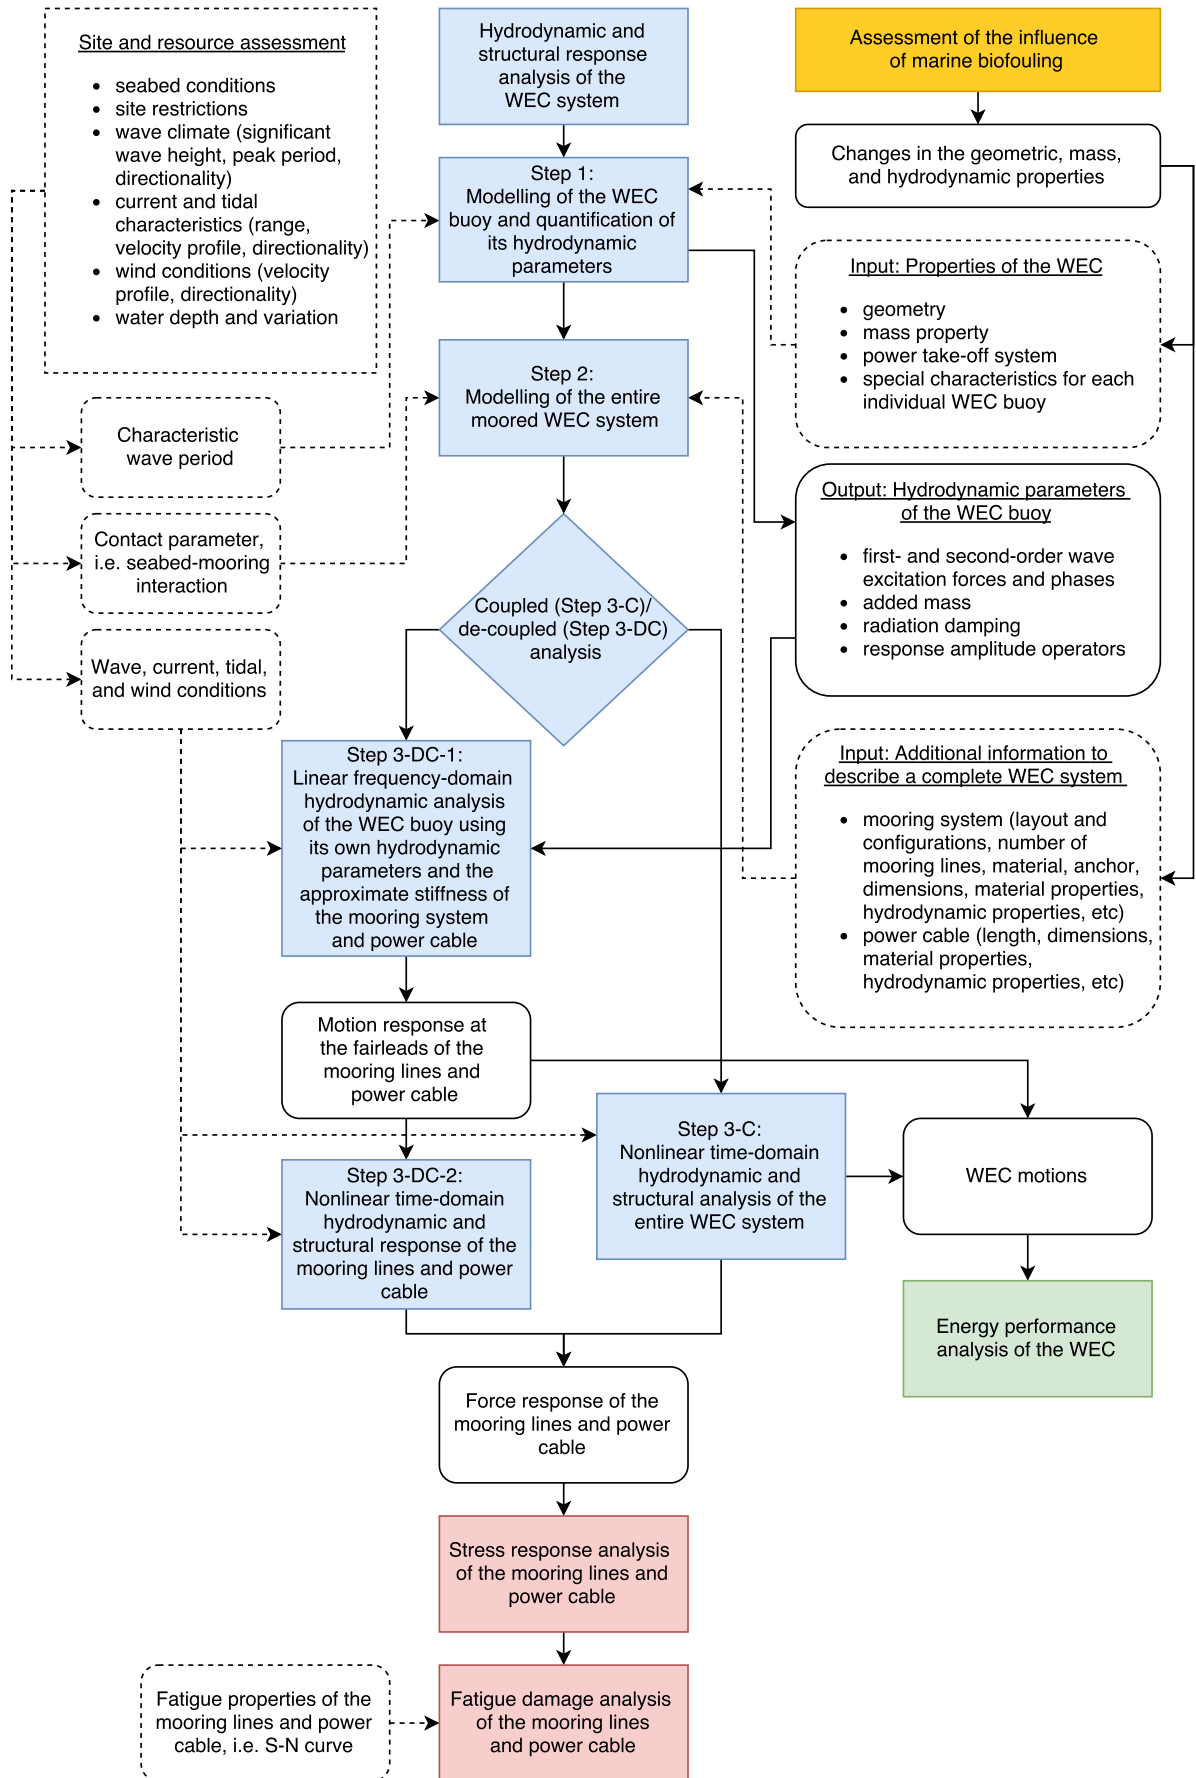 Site and resource assessment
• seabed conditions
• site restrictions
• wave climate (significant
wave height, peak period,
directionality)
• current and tidal
characteristics (range,
velocity profile, directionality)
• wind conditions (velocity
profile, directionality)
• water depth and variation
Hydrodynamic and
structural response
analysis of the
WEC system
Assessment of the influence
of marine biofouling
Changes in the geometric, mass,
and hydrodynamic properties
Step 1:
Modelling of the WEC
buoy and quantification of
its hydrodynamic
parameters
Input: Properties of the WEC
• geometry
• mass property
• power take-off system
• special characteristics for each
individual WEC buoy
Step 2:
Modelling of the entire
moored WEC system
Characteristic
wave period
Output: Hydrodynamic parameters
of the WEC buoy
• first- and second-order wave
excitation forces and phases
• added mass
• radiation damping
• response amplitude operators
Contact parameter,
i.e. seabed-mooring
interaction
Coupled (Step 3-C)/
de-coupled (Step 3-DC)
analysis
Wave, current, tidal,
and wind conditions
Step 3-DC-1:
Linear frequency-domain
hydrodynamic analysis
of the WEC buoy using
its own hydrodynamic
parameters and the
approximate stiffness of
the mooring system
and power cable
Input: Additional information to
describe a complete WEC system
• mooring system (layout and
configurations, number of
mooring lines, material, anchor,
dimensions, material properties,
hydrodynamic properties, etc)
• power cable (length, dimensions,
material properties,
hydrodynamic properties, etc)
Motion response at
the fairleads of the
mooring lines and
power cable
Step 3-C:
Nonlinear time-domain
hydrodynamic and
structural analysis of the
entire WEC system
WEC motions
Step 3-DC-2:
Nonlinear time-domain
hydrodynamic and
structural response of the
mooring lines and power
cable
Energy performance
analysis of the WEC
Force response of the
mooring lines and power
cable
Stress response analysis
of the mooring lines and
power cable
Fatigue properties of the
mooring lines and power
cable, i.e. S-N curve
Fatigue damage analysis
of the mooring lines
and power cable